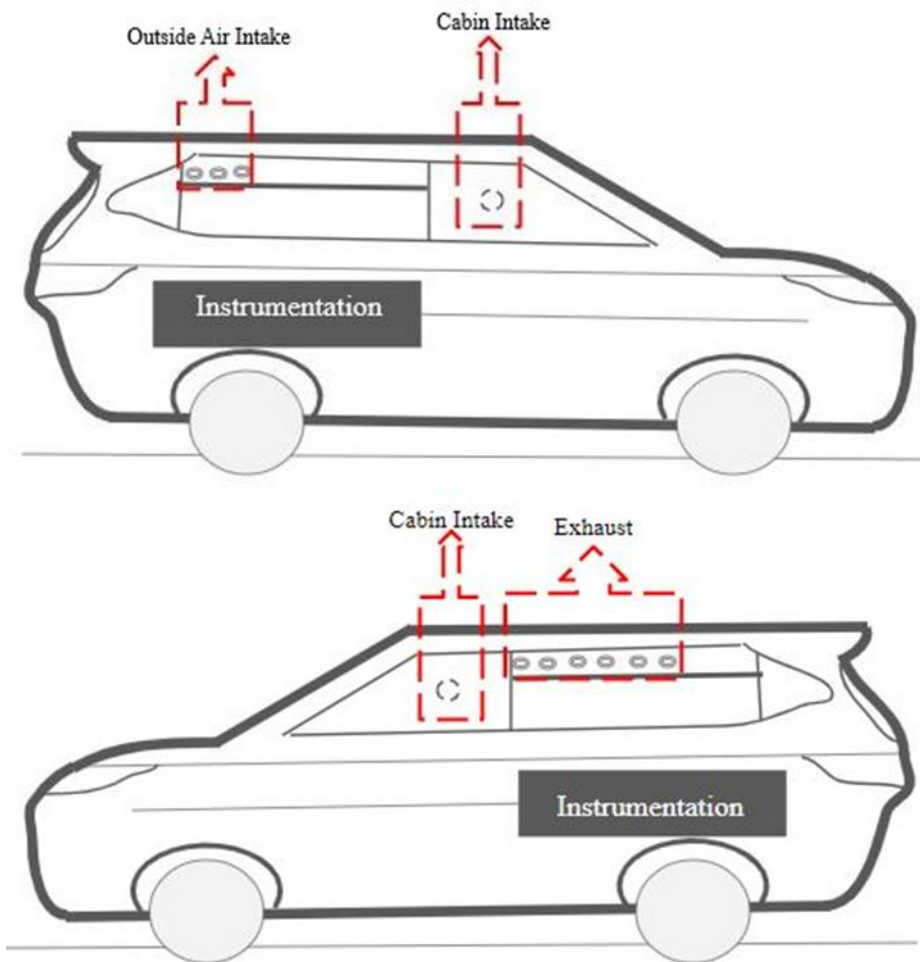 Outside Air Intake
Cabin Intake
Instrumentation
Cabin Intake
Exhaust
Instrumentation